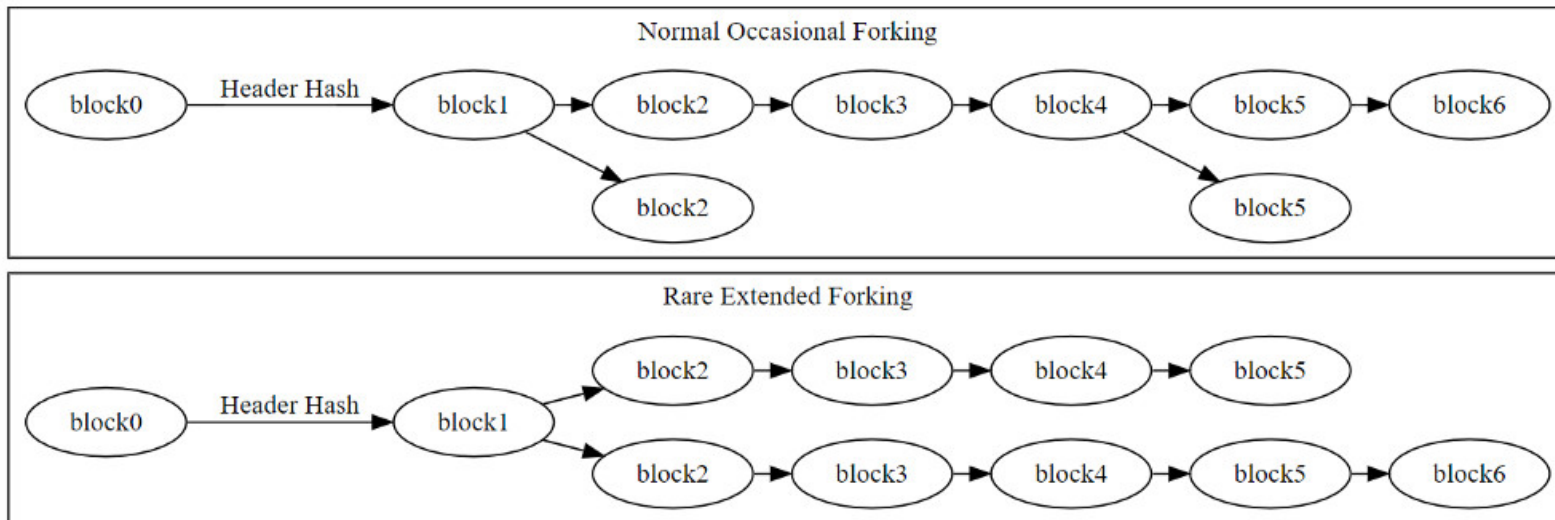 Normal Occasional Forking
block0 Header Hash block1 block2 block3 block4 block5 block6
block2 block5
Rare Extended Forking
block2 block3 block4 block5
block0 Header Hash block1
block2 block3 block4 block5 block6